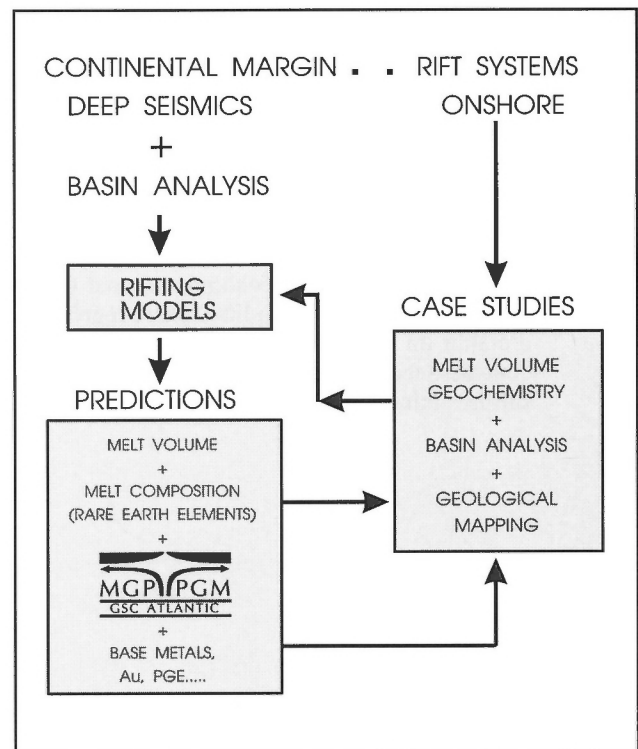 CONTINENTAL MARGIN . . RIFT SYSTEMS
DEEP SEISMICS
ONSHORE
+
BASIN ANALYSIS
RIFTING
MODELS
CASE STUDIES
MELT VOLUME
GEOCHEMISTRY
+
BASIN ANALYSIS
+
GEOLOGICAL
MAPPING
PREDICTIONS
MELT VOLUME
+
MELT COMPOSITION
(RARE EARTH ELEMENTS)
+
MGP PGM
GSC ATLANTIC
+
BASE METALS,
Au, PGE.....